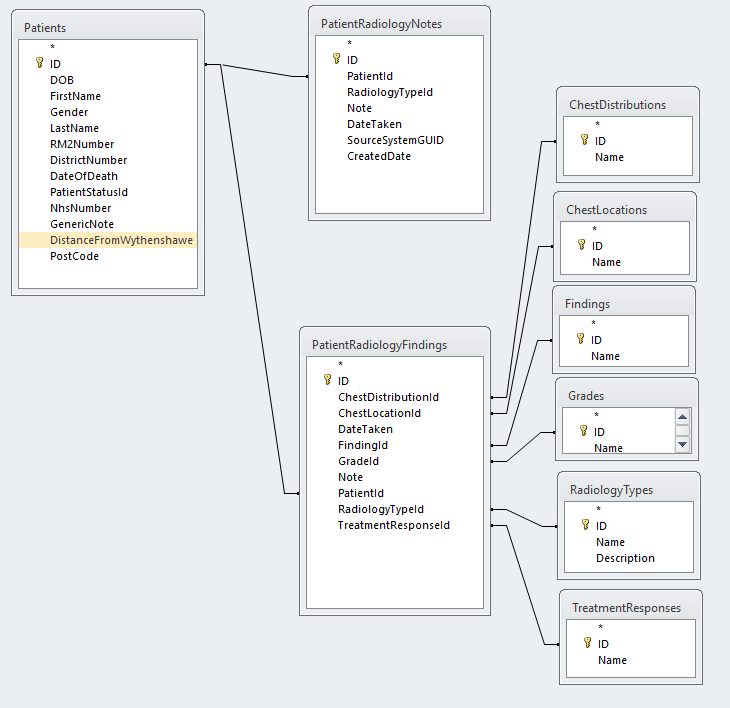 Patients
*
ID
DOB
FirstName
Gender
LastName
RM2Number
DistrictNumber
DateOfDeath
PatientStatusId
NhsNumber
GenericNote
DistanceFromWythenshawe
PostCode
PatientRadiologyNotes
*
ID
PatientId
RadiologyTypeId
Note
DateTaken
SourceSystemGUID
CreatedDate
PatientRadiologyFindings
*
ID
ChestDistributionId
ChestLocationId
DateTaken
FindingId
GradeId
Note
PatientId
RadiologyTypeId
TreatmentResponseId
ChestDistributions
*
ID
Name
ChestLocations
*
ID
Name
Findings
*
ID
Name
Grades
*
ID
Name
RadiologyTypes
*
ID
Name
Description
TreatmentResponses
*
ID
Name